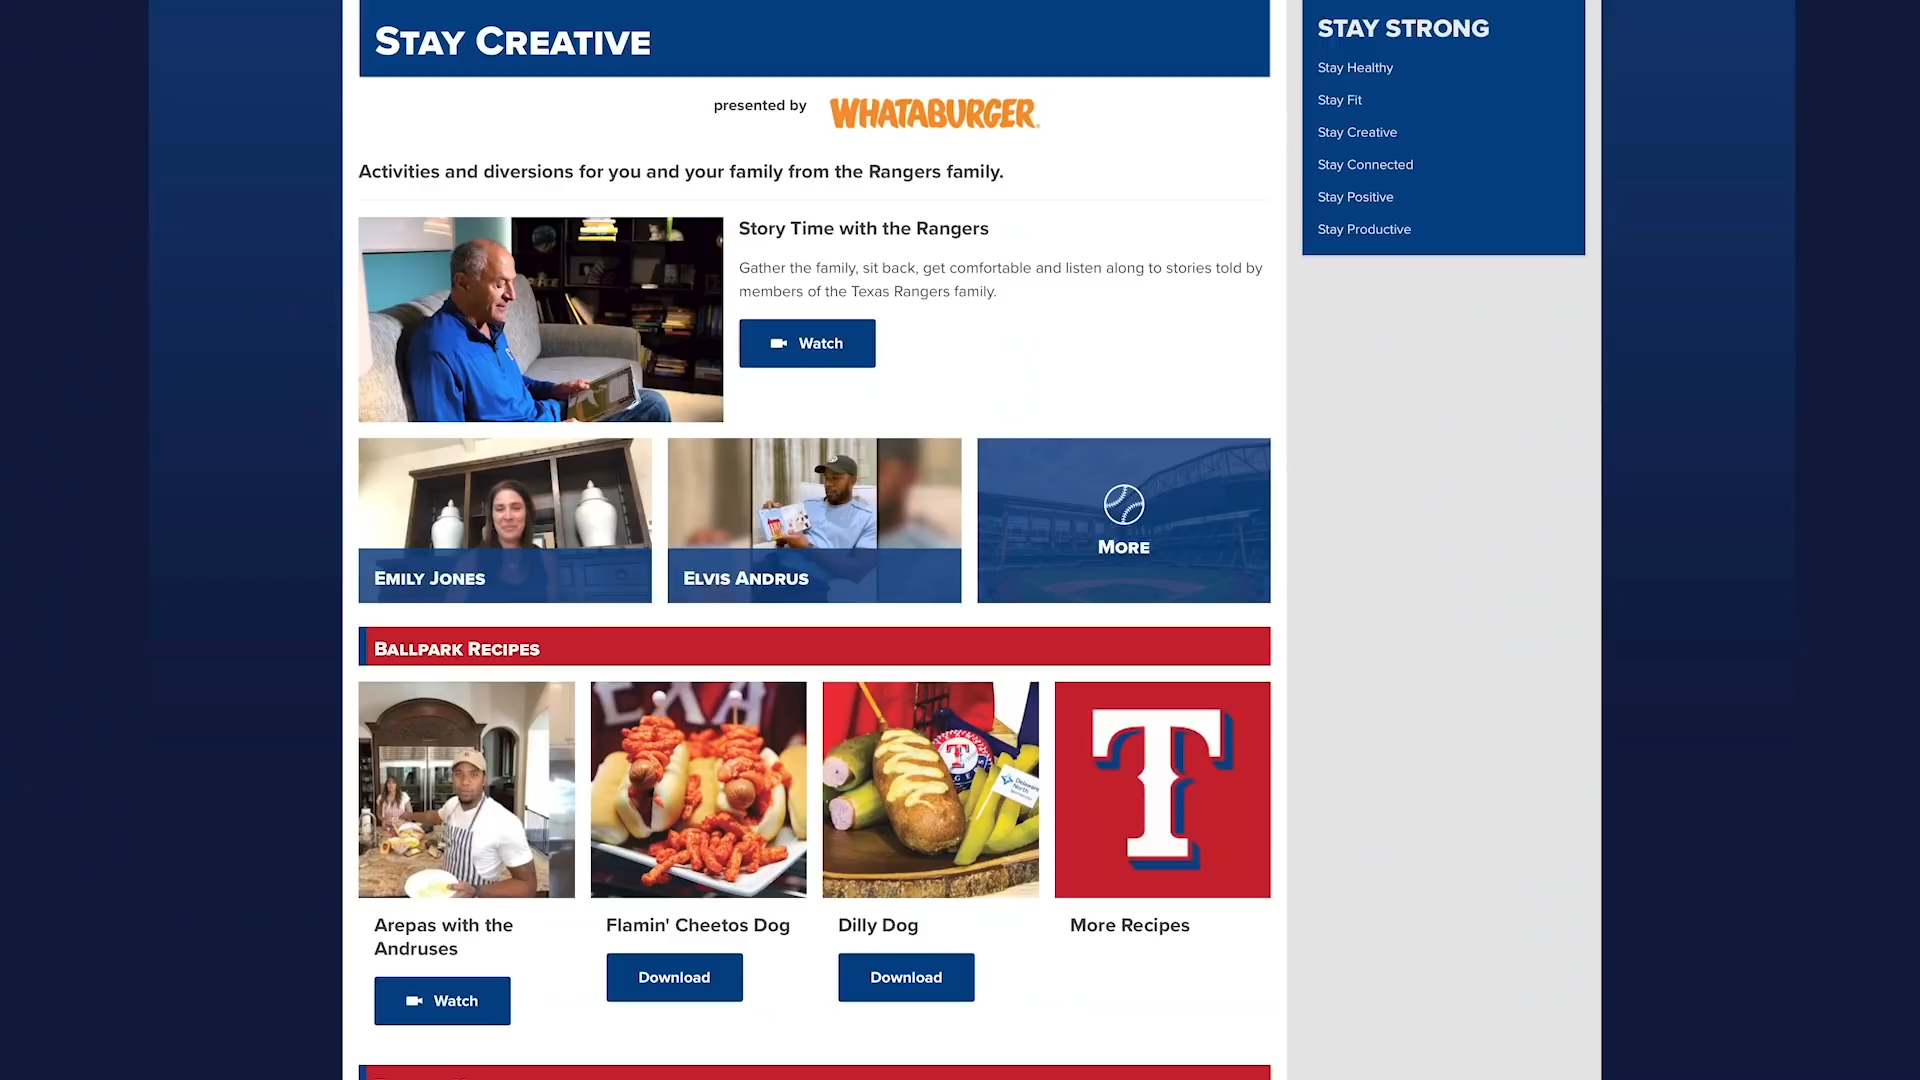 STAY CREATIVE
presented by WHATABURGER
Activities and diversions for you and your family from the Rangers family.
Story Time with the Rangers
Gather the family, sit back, get comfortable and listen along to stories told by
members of the Texas Rangers family.
Watch
EMILY JONES
ELVIS ANDRUS
MORE
BALLPARK RECIPES
T
Delaware
North
Arepas with the
Andruses
Watch
Flamin' Cheetos Dog
Download
Dilly Dog
Download
More Recipes
STAY STRONG
Stay Healthy
Stay Fit
Stay Creative
Stay Connected
Stay Positive
Stay Productive